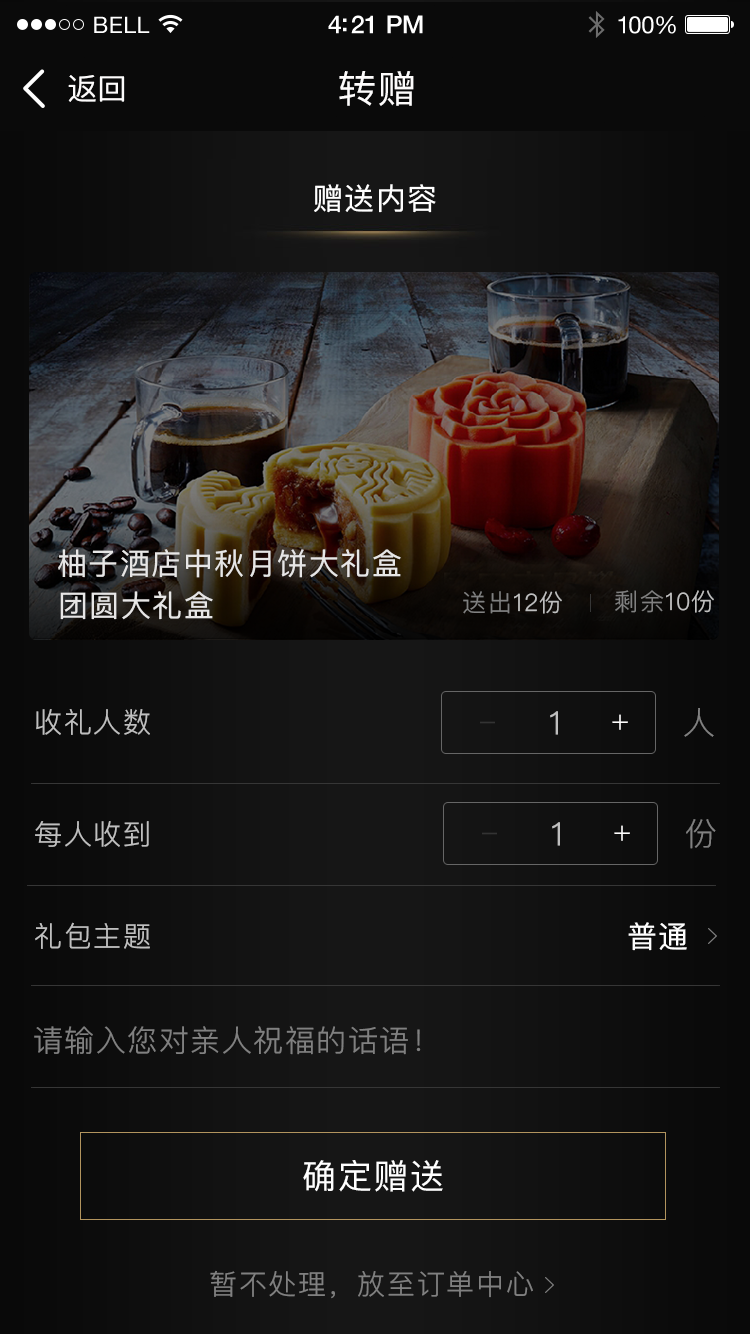 BELL 4:21 PM 100%
返回 转赠
赠送内容
柚子酒店中秋月饼大礼盒
团圆大礼盒 送出12份 剩余10份
收礼人数 － 1 + 人
每人收到 － 1 + 份
礼包主题 普通 >
请输入您对亲人祝福的话语！
确定赠送
暂不处理，放至订单中心 >